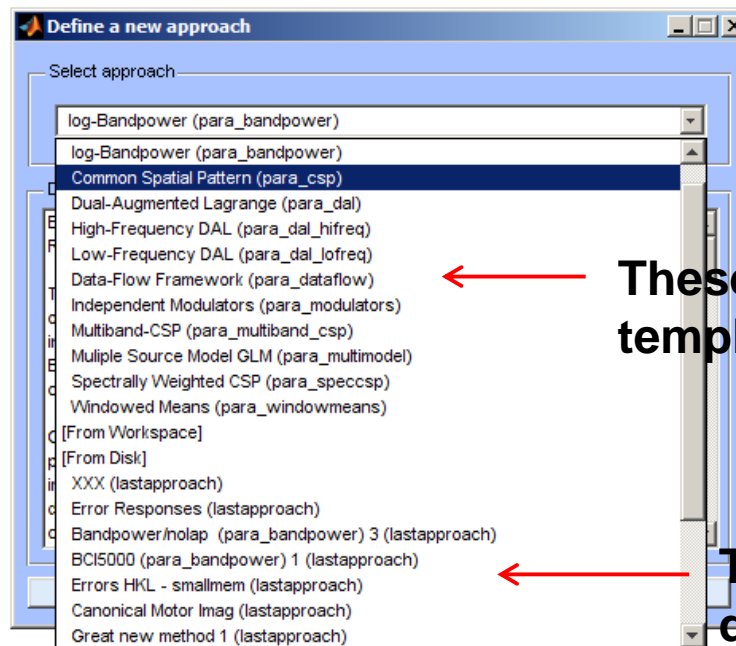 Define a new approach
Select approach
log-Bandpower (para_bandpower)
log-Bandpower (para_bandpower)
Common Spatial Pattern (para_csp)
Dual-Augmented Lagrange (para_dal)
High-Frequency DAL (para_dal_hifreq)
Low-Frequency DAL (para_dal_lofreq)
Data-Flow Framework (para_dataflow)
Independent Modulators (para_modulators)
Multiband-CSP (para_multiband_csp)
Muliple Source Model GLM (para_multimodel)
Spectrally Weighted CSP (para_speccsp)
Windowed Means (para_windowmeans)
[From Workspace]
[From Disk]
XXX (lastapproach)
Error Responses (lastapproach)
Bandpower/nolap (para_bandpower) 3 (lastapproach)
BCI5000 (para_bandpower) 1 (lastapproach)
Errors HKL - smallmem (lastapproach)
Canonical Motor Imag (lastapproach)
Great new method 1 (lastapproach)
These
templ